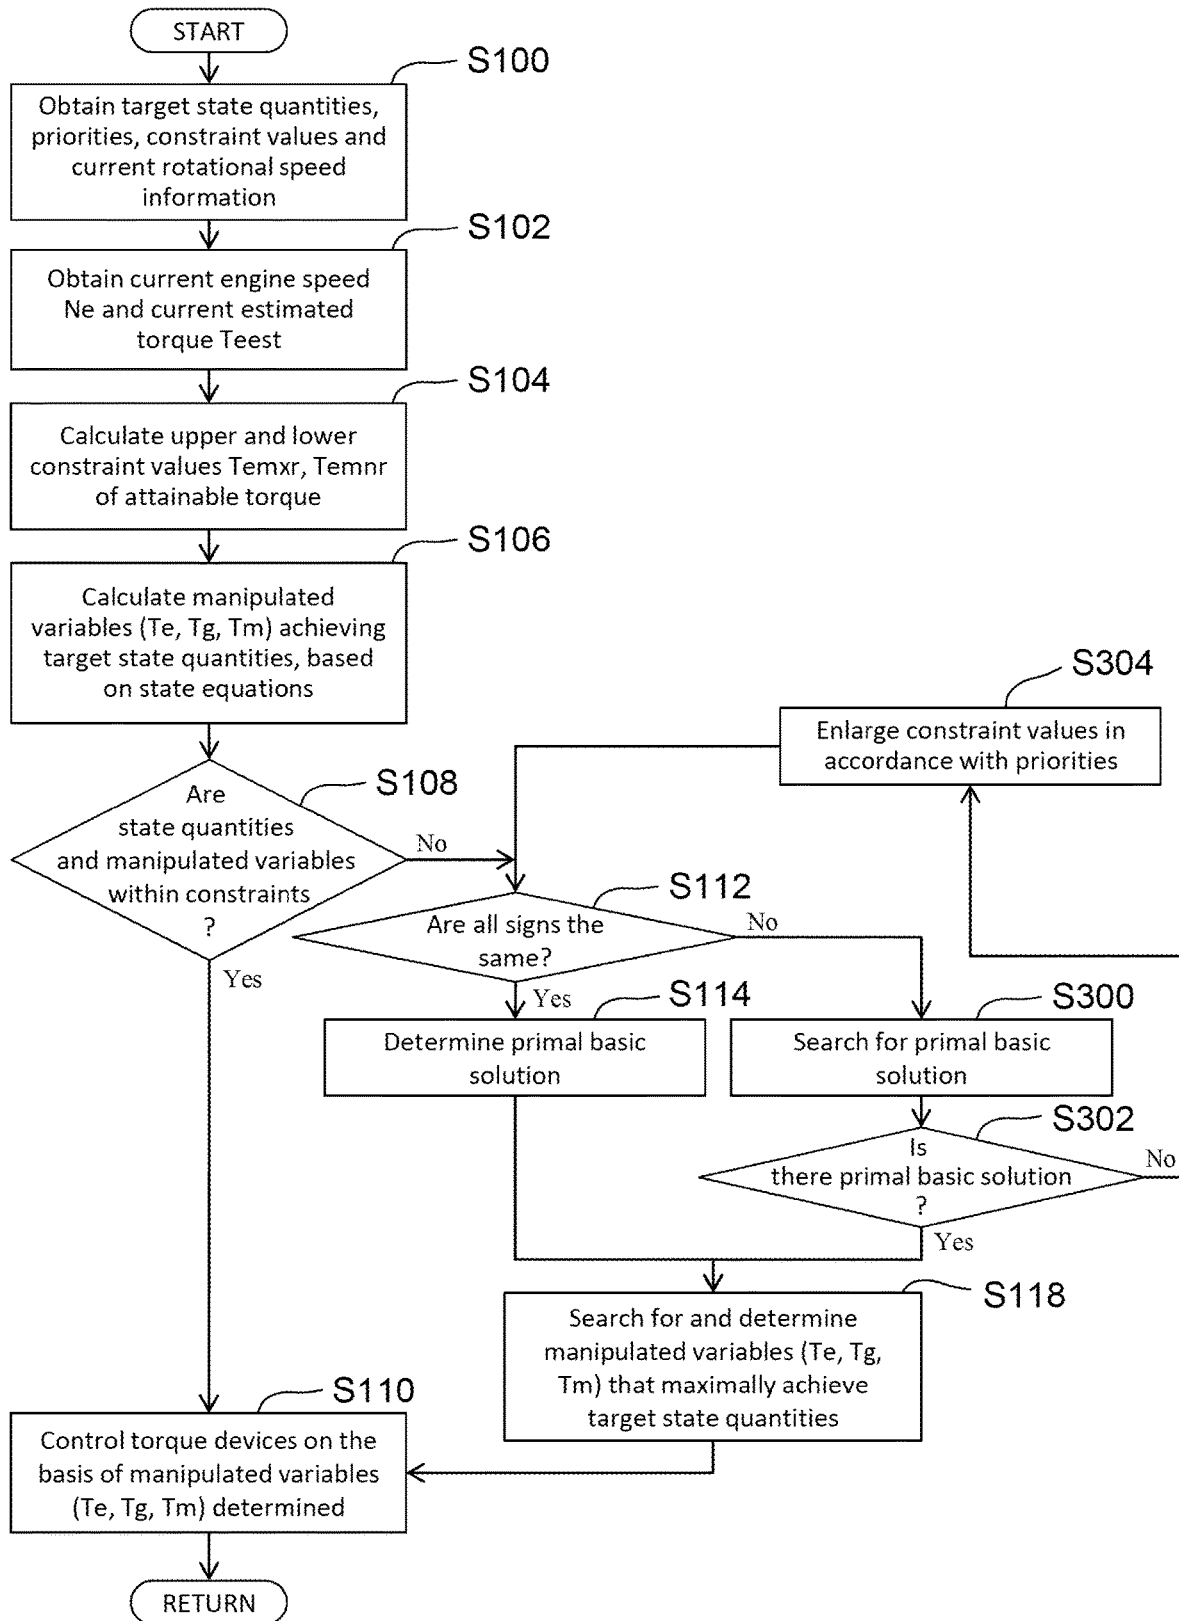 START
S100
Obtain target state quantities,
priorities, constraint values and
current rotational speed
information
S102
Obtain current engine speed
Ne and current estimated
torque Teest
S104
Calculate upper and lower
constraint values Temxr, Temnr
of attainable torque
S106
Calculate manipulated
variables (Te, Tg, Tm) achieving
target state quantities, based
on state equations
S304
Enlarge constraint values in
accordance with priorities
S108
Are
state quantities
and manipulated variables
within constraints
?
No
Yes
S112
Are all signs the
same?
No
Yes
S114
Determine primal basic
solution
S300
Search for primal basic
solution
S302
Is
there primal basic solution
?
No
Yes
S118
Search for and determine
manipulated variables (Te, Tg,
Tm) that maximally achieve
target state quantities
S110
Control torque devices on the
basis of manipulated variables
(Te, Tg, Tm) determined
RETURN